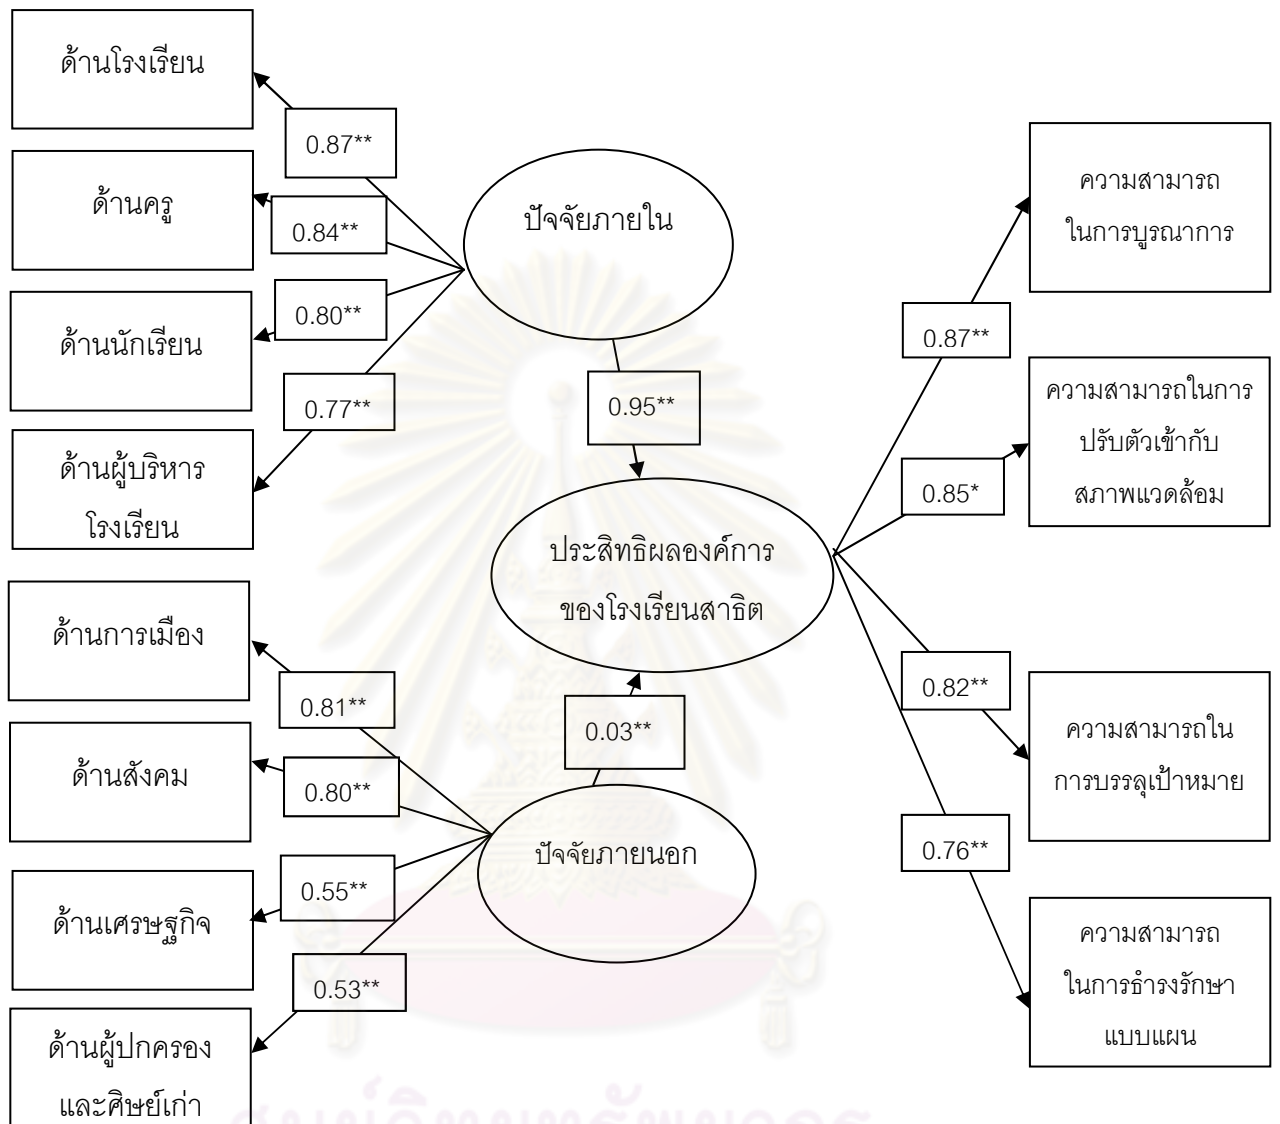 ด้านโรงเรียน
0.87**
ด้านครู
0.84**
ด้านนักเรียน
0.80**
ด้านผู้บริหาร
โรงเรียน
0.77**
ปัจจัยภายใน
0.95**
ประสิทธิผลองค์การ
ของโรงเรียนสาธิต
0.03**
ปัจจัยภายนอก
ด้านการเมือง
0.81**
ด้านสังคม
0.80**
ด้านเศรษฐกิจ
0.55**
ด้านผู้ปกครอง
และศิษย์เก่า
0.53**
ความสามารถ
ในการบูรณาการ
0.87**
ความสามารถในการ
ปรับตัวเข้ากับ
สภาพแวดล้อม
0.85*
ความสามารถใน
การบรรลุเป้าหมาย
0.82**
ความสามารถ
ในการธำรงรักษา
แบบแผน
0.76**
ศูนย์วิทยทรัพยากร